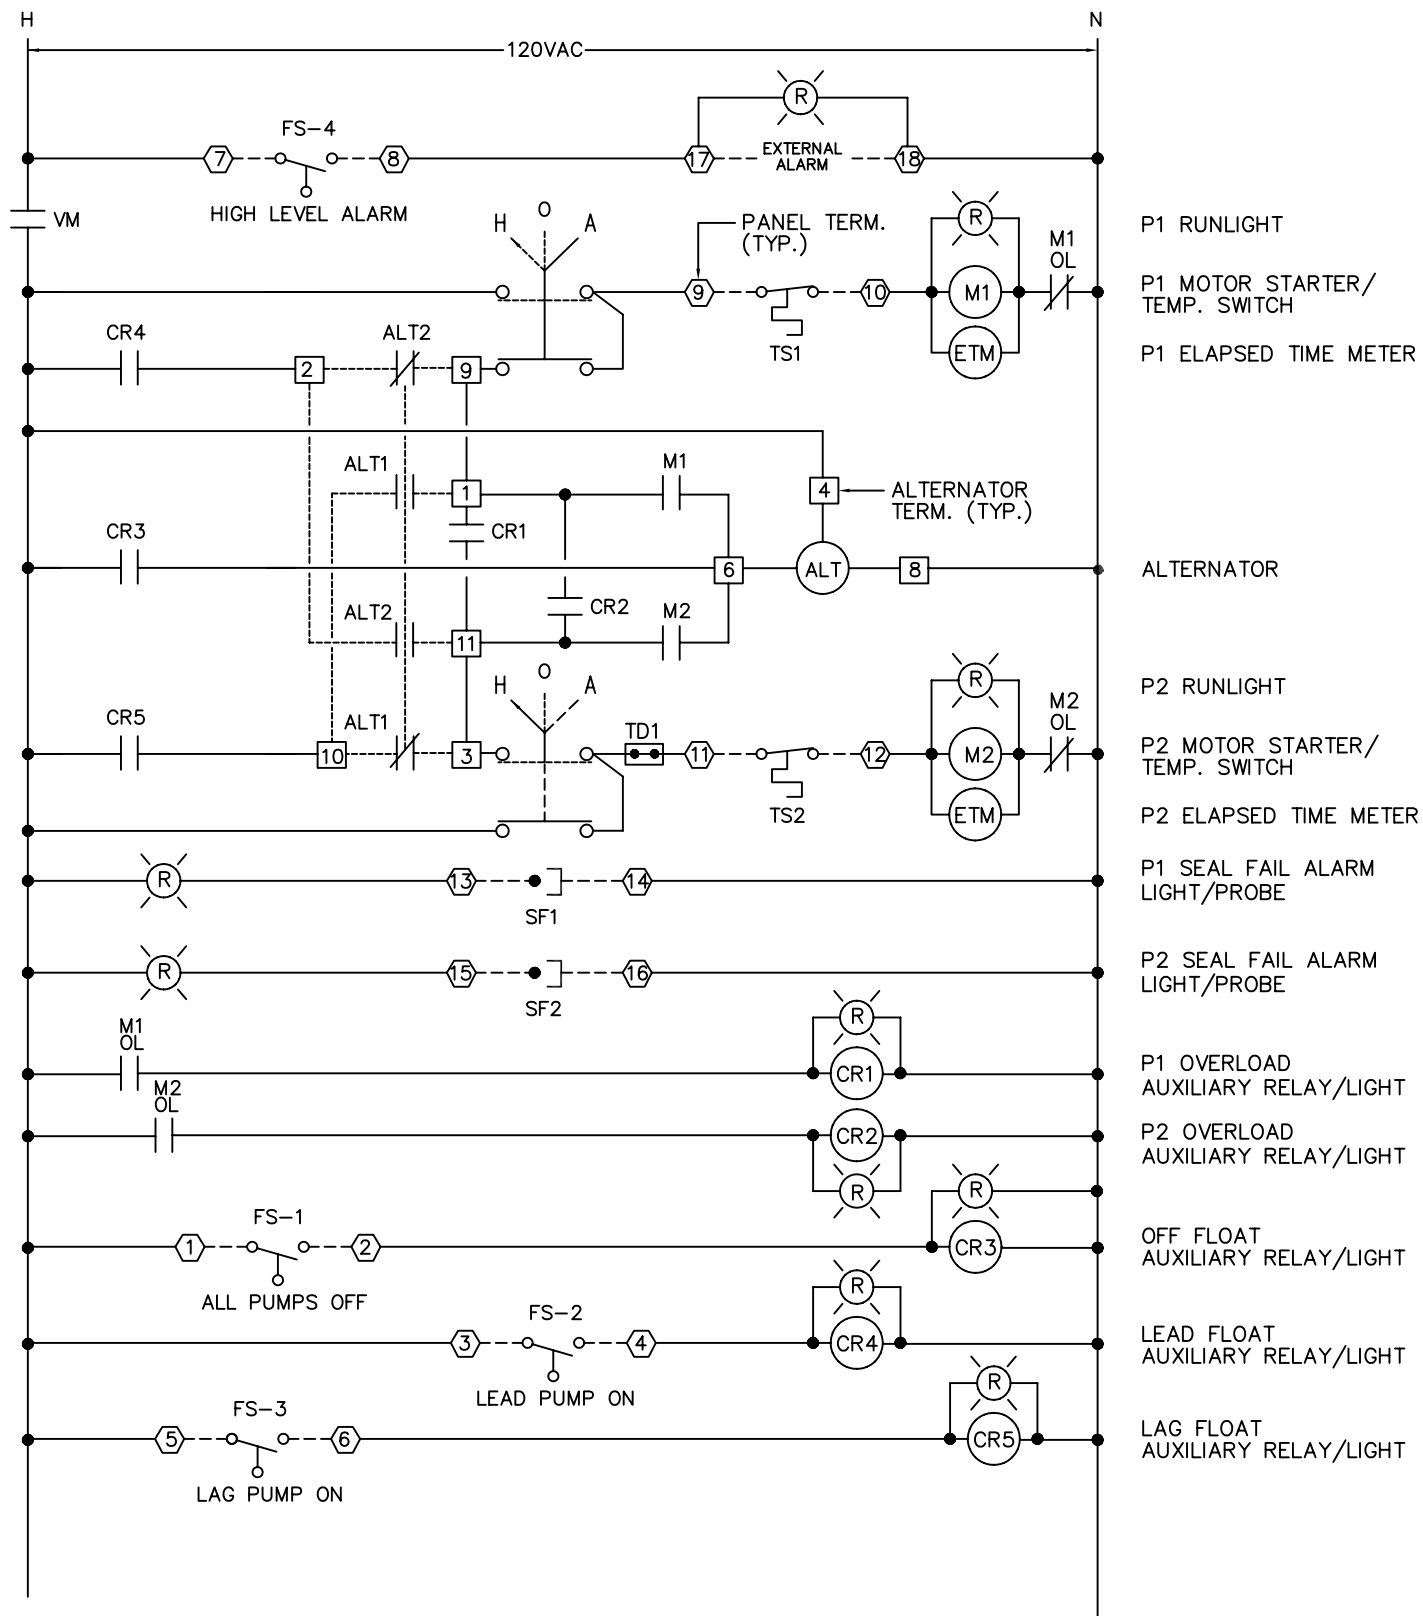 H
N
120VAC
R
FS-4
7
8
17
EXTERNAL
ALARM
18
HIGH LEVEL ALARM
VM
H
O
A
PANEL TERM.
(TYP.)
R
M1
OL
P1 RUNLIGHT
9
TS1
10
M1
P1 MOTOR STARTER/
TEMP. SWITCH
CR4
ALT2
2
9
ETM
P1 ELAPSED TIME METER
ALT1
1
M1
4
ALTERNATOR
TERM. (TYP.)
CR3
CR1
6
ALT
8
ALTERNATOR
ALT2
11
CR2
M2
H
O
A
R
M2
OL
P2 RUNLIGHT
CR5
ALT1
10
3
TD1
11
TS2
12
M2
P2 MOTOR STARTER/
TEMP. SWITCH
ETM
P2 ELAPSED TIME METER
R
13
SF1
14
P1 SEAL FAIL ALARM
LIGHT/PROBE
R
15
SF2
16
P2 SEAL FAIL ALARM
LIGHT/PROBE
M1
OL
R
CR1
P1 OVERLOAD
AUXILIARY RELAY/LIGHT
M2
OL
CR2
R
P2 OVERLOAD
AUXILIARY RELAY/LIGHT
R
FS-1
1
2
CR3
OFF FLOAT
AUXILIARY RELAY/LIGHT
ALL PUMPS OFF
R
FS-2
3
4
CR4
LEAD FLOAT
AUXILIARY RELAY/LIGHT
LEAD PUMP ON
R
FS-3
5
6
CR5
LAG FLOAT
AUXILIARY RELAY/LIGHT
LAG PUMP ON